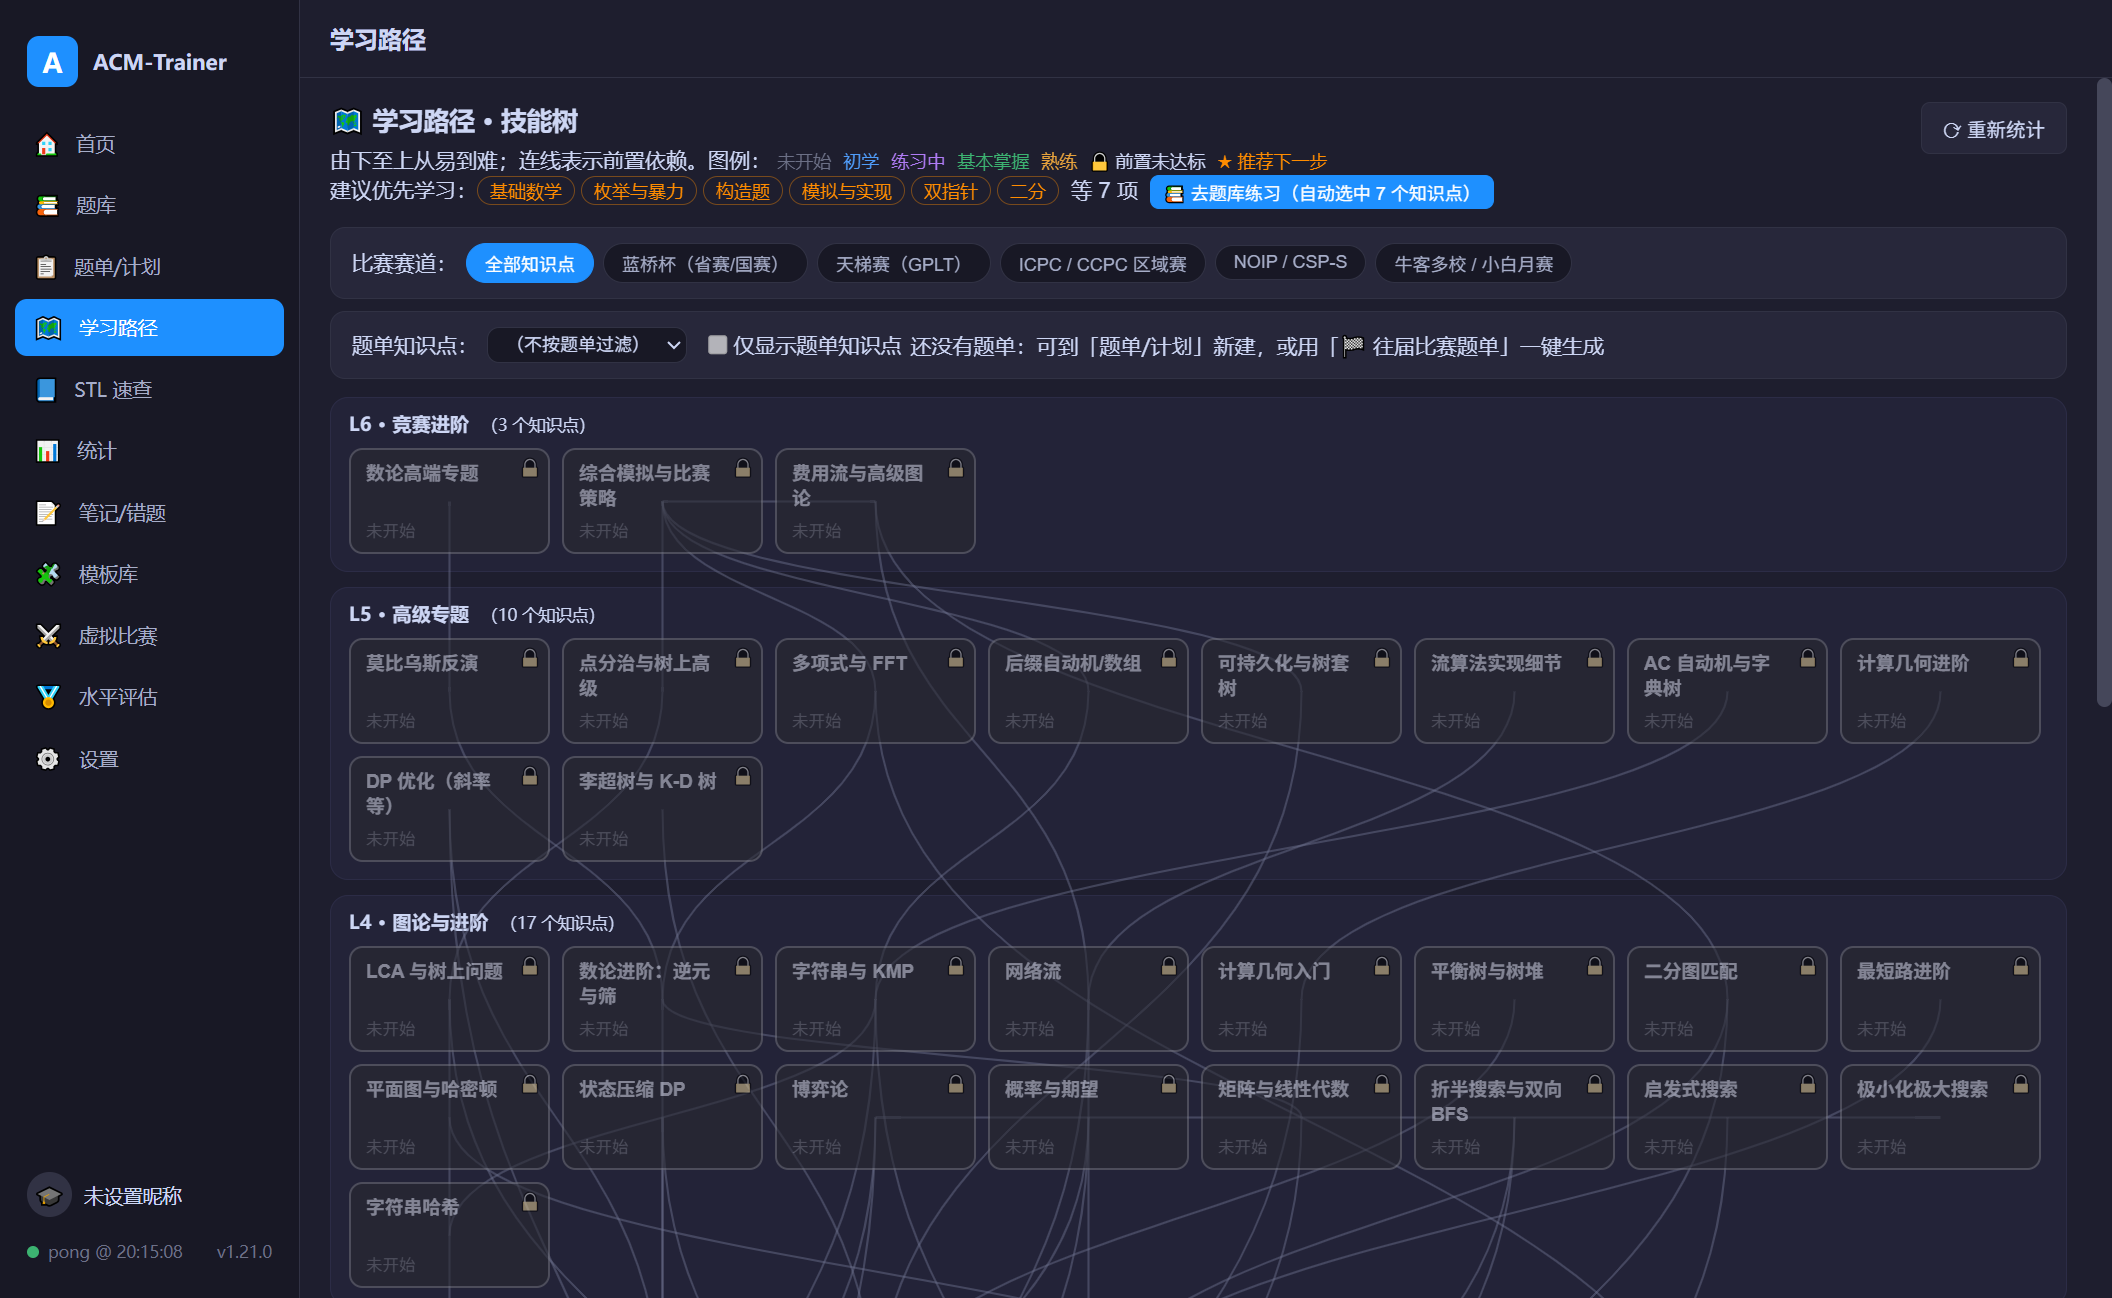 A ACM-Trainer
首页
题库
题单/计划
学习路径
STL 速查
统计
笔记/错题
模板库
虚拟比赛
水平评估
设置
未设置昵称
pong @ 20:15:08 v1.21.0
学习路径
学习路径 · 技能树
重新统计
由下至上从易到难；连线表示前置依赖。图例： 未开始 初学 练习中 基本掌握 熟练 前置未达标 ★ 推荐下一步
建议优先学习： 基础数学 枚举与暴力 构造题 模拟与实现 双指针 二分 等 7 项 去题库练习（自动选中 7 个知识点）
比赛赛道： 全部知识点 蓝桥杯（省赛/国赛） 天梯赛（GPLT） ICPC / CCPC 区域赛 NOIP / CSP-S 牛客多校 / 小白月赛
题单知识点： （不按题单过滤） 仅显示题单知识点 还没有题单：可到「题单/计划」新建，或用「 往届比赛题单」一键生成
L6 · 竞赛进阶 (3 个知识点)
数论高端专题
未开始
综合模拟与比赛
策略
未开始
费用流与高级图
论
未开始
L5 · 高级专题 (10 个知识点)
莫比乌斯反演
未开始
点分治与树上高
级
未开始
多项式与 FFT
未开始
后缀自动机/数组
未开始
可持久化与树套
树
未开始
流算法实现细节
未开始
AC 自动机与字
典树
未开始
计算几何进阶
未开始
DP 优化（斜率
等）
未开始
李超树与 K-D 树
未开始
L4 · 图论与进阶 (17 个知识点)
LCA 与树上问题
未开始
数论进阶：逆元
与筛
未开始
字符串与 KMP
未开始
网络流
未开始
计算几何入门
未开始
平衡树与树堆
未开始
二分图匹配
未开始
最短路进阶
未开始
平面图与哈密顿
未开始
状态压缩 DP
未开始
博弈论
未开始
概率与期望
未开始
矩阵与线性代数
未开始
折半搜索与双向
BFS
未开始
启发式搜索
未开始
极小化极大搜索
未开始
字符串哈希
未开始